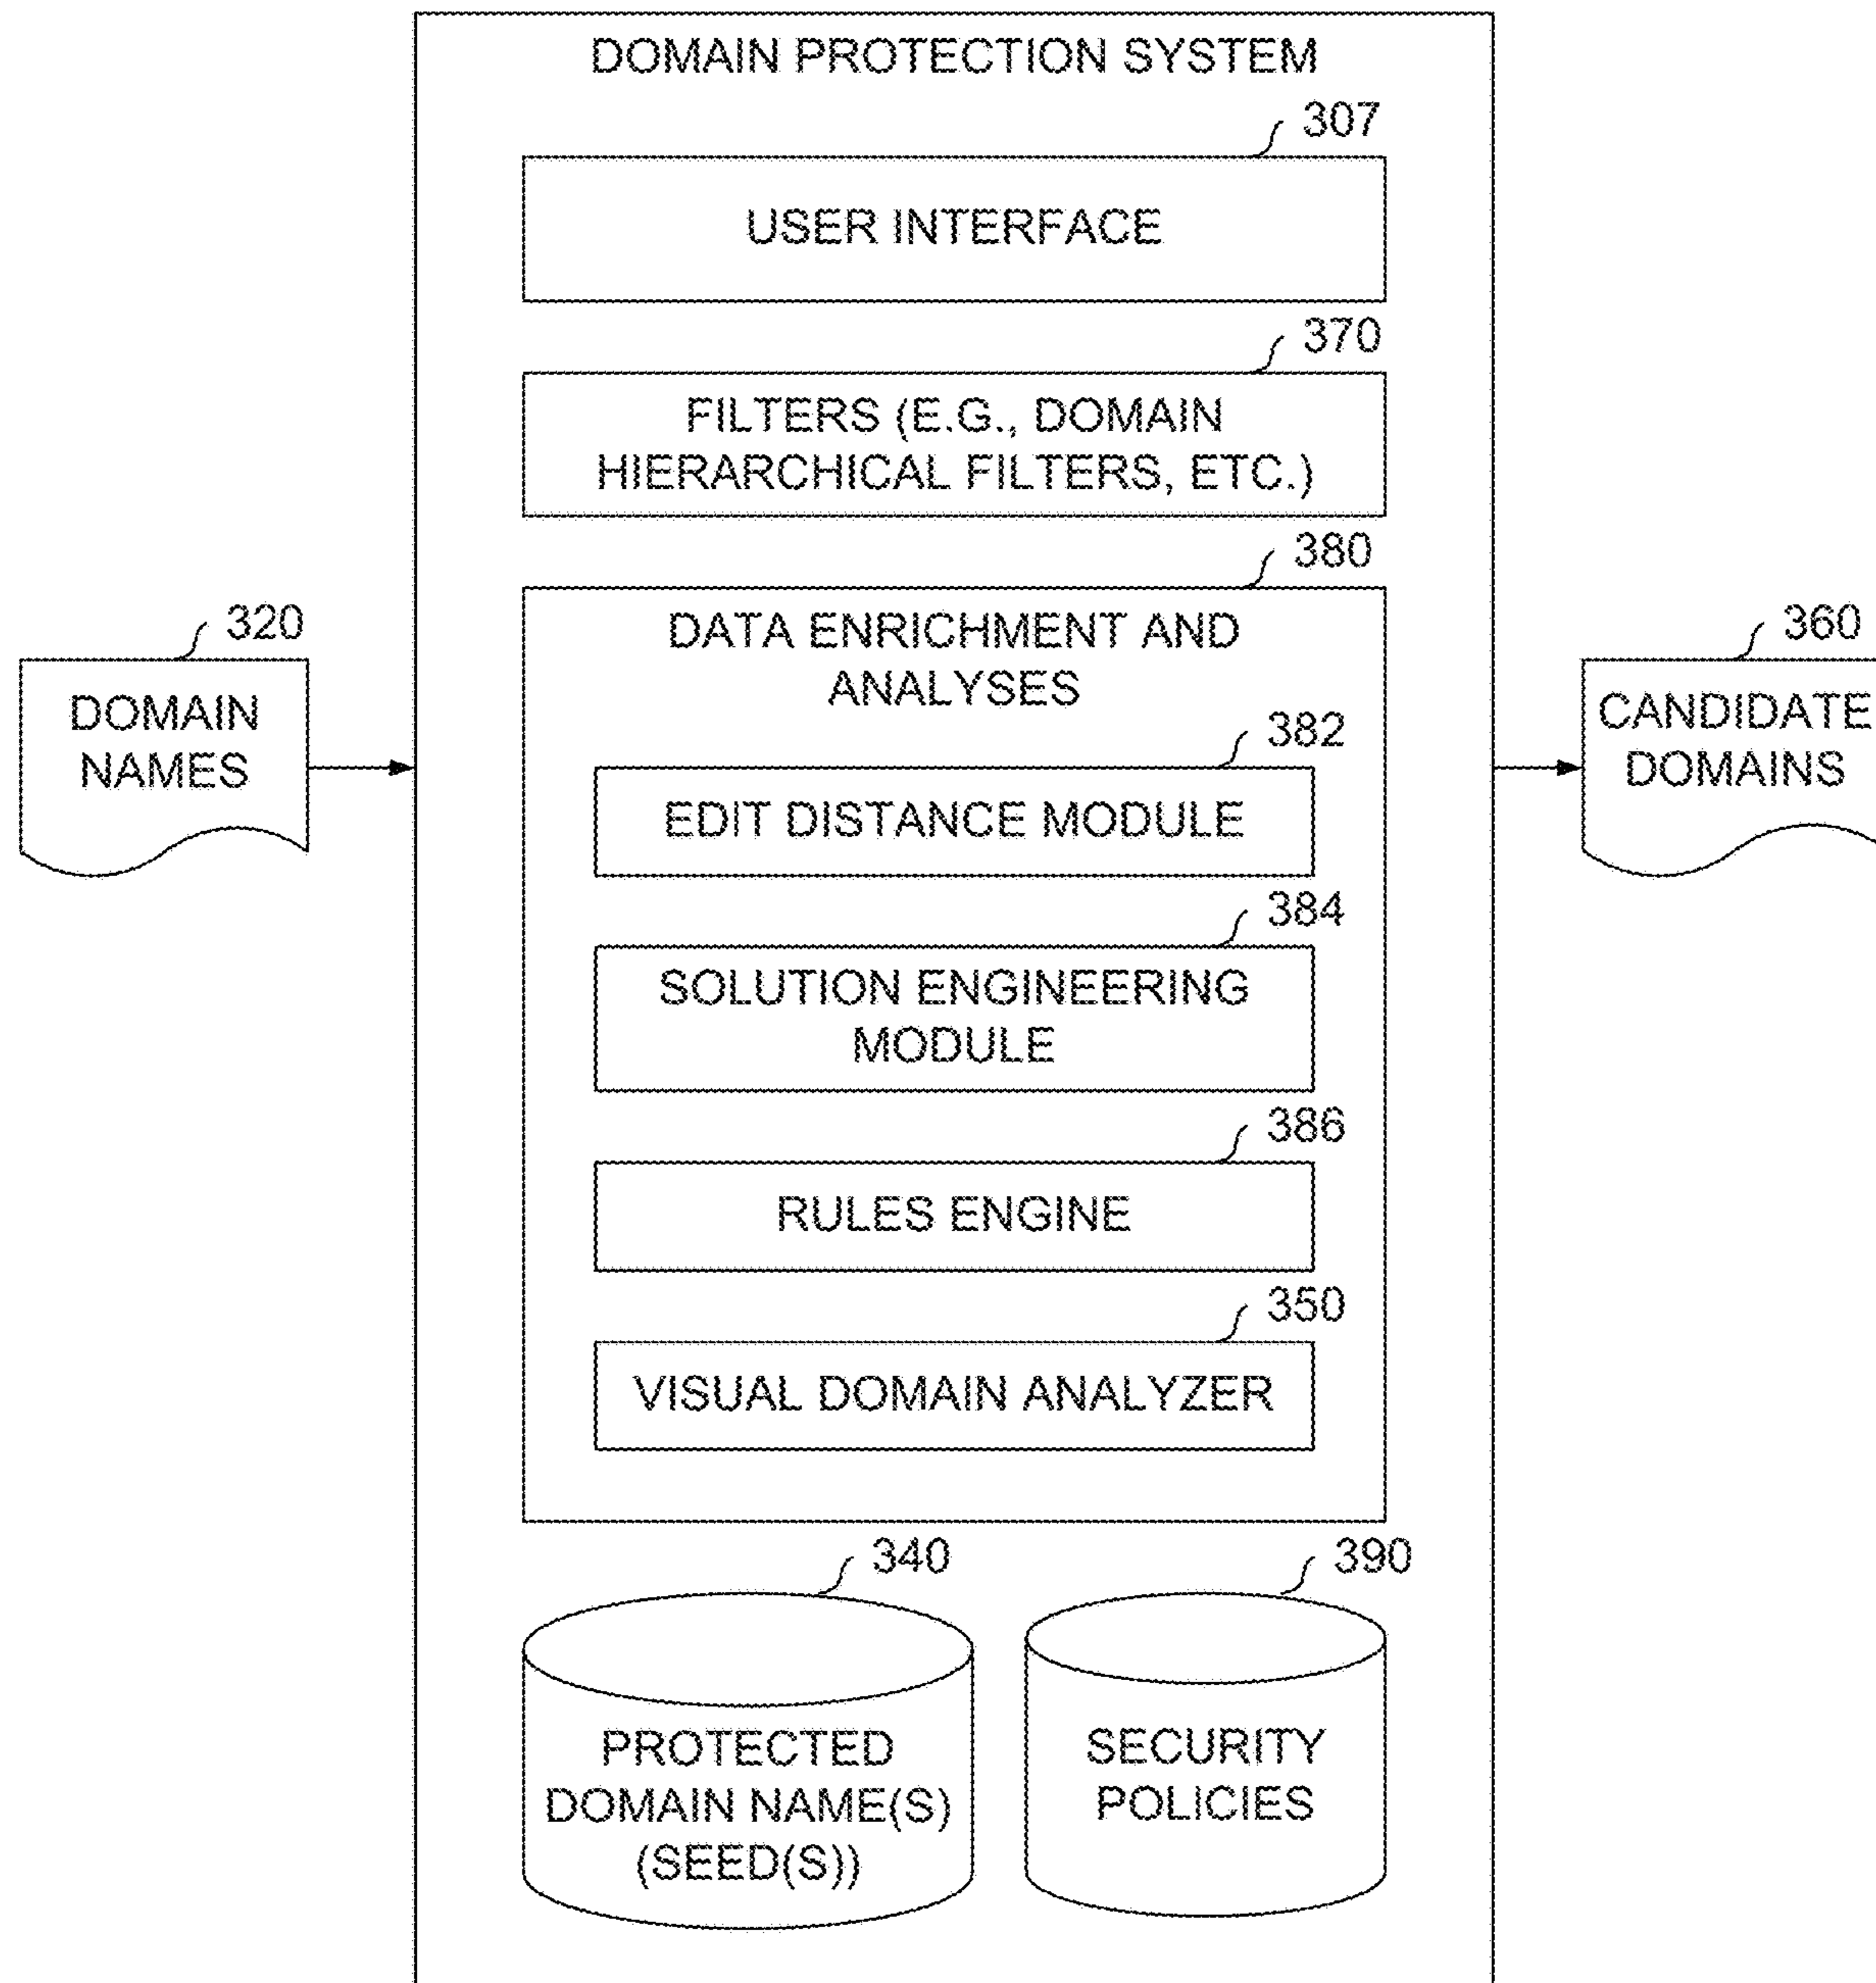 DOMAIN PROTECTION SYSTEM
307
USER INTERFACE
370
FILTERS (E.G., DOMAIN
HIERARCHICAL FILTERS, ETC.)
380
DATA ENRICHMENT AND
ANALYSES
320
DOMAIN
NAMES
360
CANDIDATE
DOMAINS
382
EDIT DISTANCE MODULE
384
SOLUTION ENGINEERING
MODULE
386
RULES ENGINE
350
VISUAL DOMAIN ANALYZER
340
PROTECTED
DOMAIN NAME(S)
(SEED(S))
390
SECURITY
POLICIES